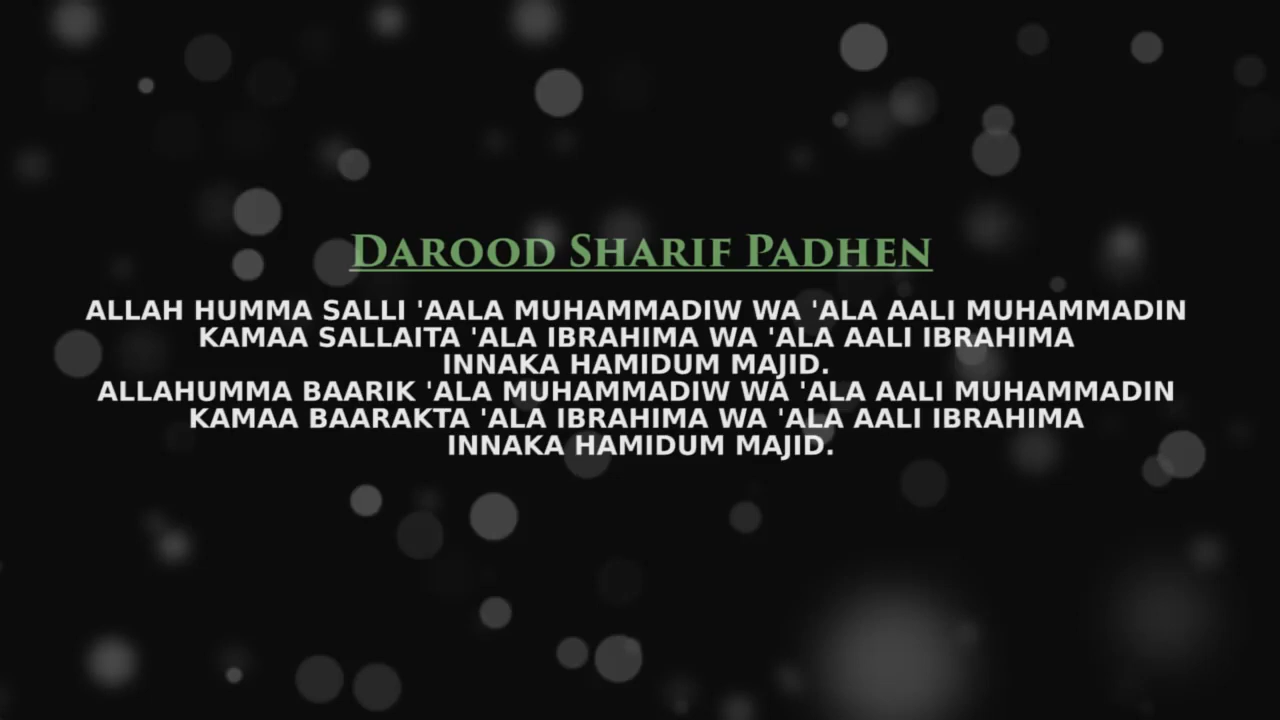 Darood Sharif Padhen
ALLAH HUMMA SALLI 'AALA MUHAMMADIW WA 'ALA AALI MUHAMMADIN
KAMAA SALLAITA 'ALA IBRAHIMA WA 'ALA AALI IBRAHIMA
INNAKA HAMIDUM MAJID.
ALLAHUMMA BAARIK 'ALA MUHAMMADIW WA 'ALA AALI MUHAMMADIN
KAMAA BAARAKTA 'ALA IBRAHIMA WA 'ALA AALI IBRAHIMA
INNAKA HAMIDUM MAJID.